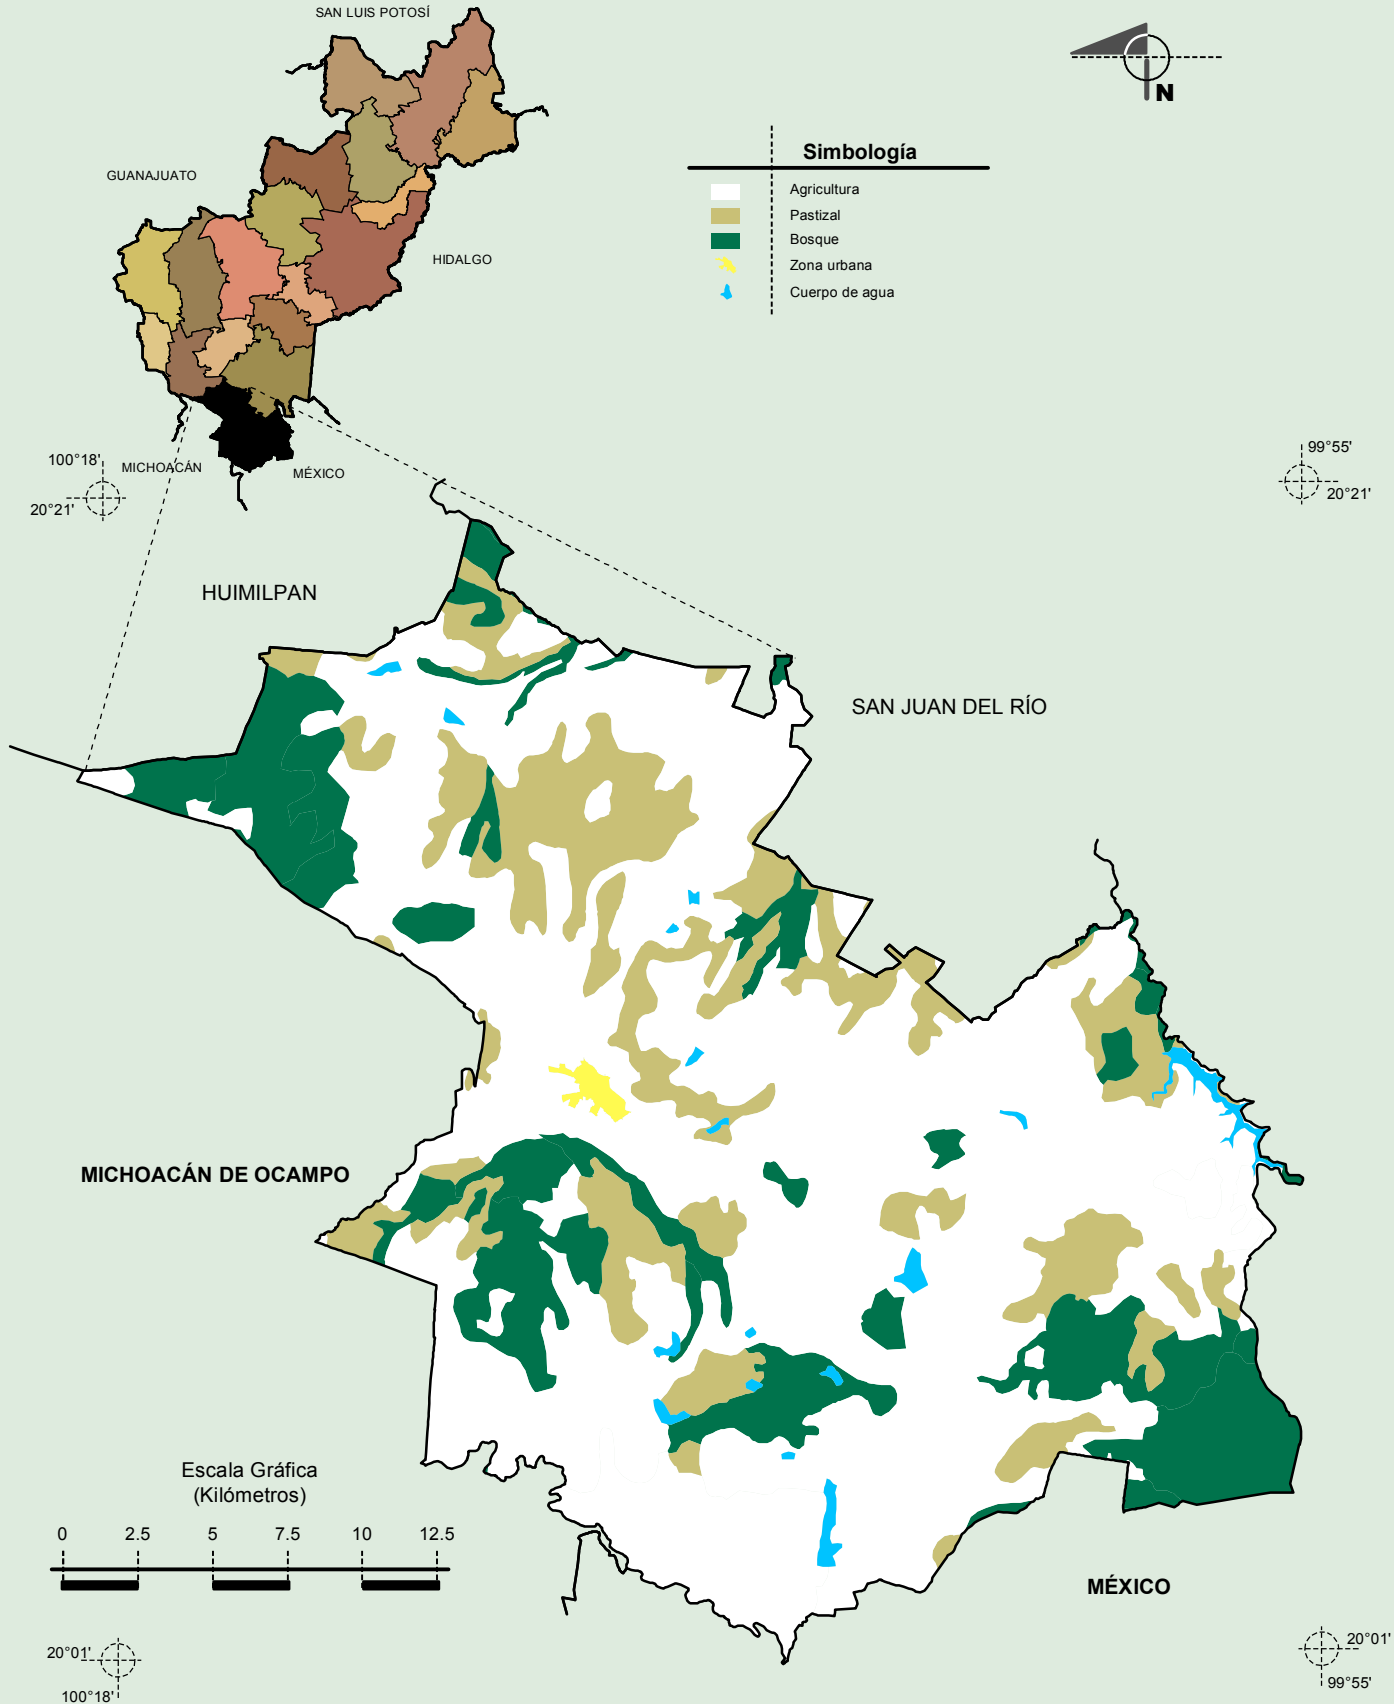 SAN LUIS POTOSÍ
N
Simbología
Agricultura
Pastizal
Bosque
Zona urbana
Cuerpo de agua
GUANAJUATO
HIDALGO
MICHOACÁN
MÉXICO
100°18'
20°21'
99°55'
20°21'
HUIMILPAN
SAN JUAN DEL RÍO
MICHOACÁN DE OCAMPO
Escala Gráfica
(Kilómetros)
0 2.5 5 7.5 10 12.5
MÉXICO
20°01'
100°18'
20°01'
99°55'